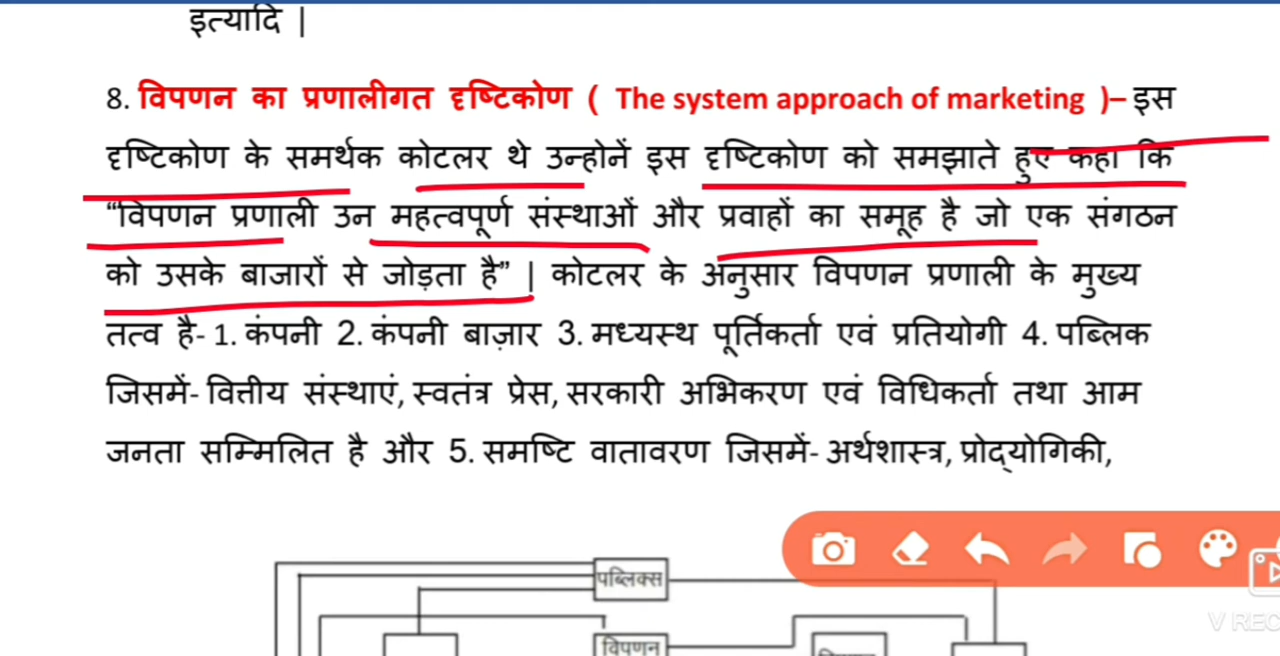 इत्यादि |
8. विपणन का प्रणालीगत दृष्टिकोण ( The system approach of marketing )– इस
दृष्टिकोण के समर्थक कोटलर थे उन्होनें इस दृष्टिकोण को समझाते हुए कहा कि
“विपणन प्रणाली उन महत्वपूर्ण संस्थाओं और प्रवाहों का समूह है जो एक संगठन
को उसके बाजारों से जोड़ता है” | कोटलर के अनुसार विपणन प्रणाली के मुख्य
तत्व है- 1. कंपनी 2. कंपनी बाज़ार 3. मध्यस्थ पूर्तिकर्ता एवं प्रतियोगी 4. पब्लिक
जिसमें- वित्तीय संस्थाएं, स्वतंत्र प्रेस, सरकारी अभिकरण एवं विधिकर्ता तथा आम
जनता सम्मिलित है और 5. समष्टि वातावरण जिसमें- अर्थशास्त्र, प्रोद्योगिकी,
पब्लिक्स
V REC
विपणन